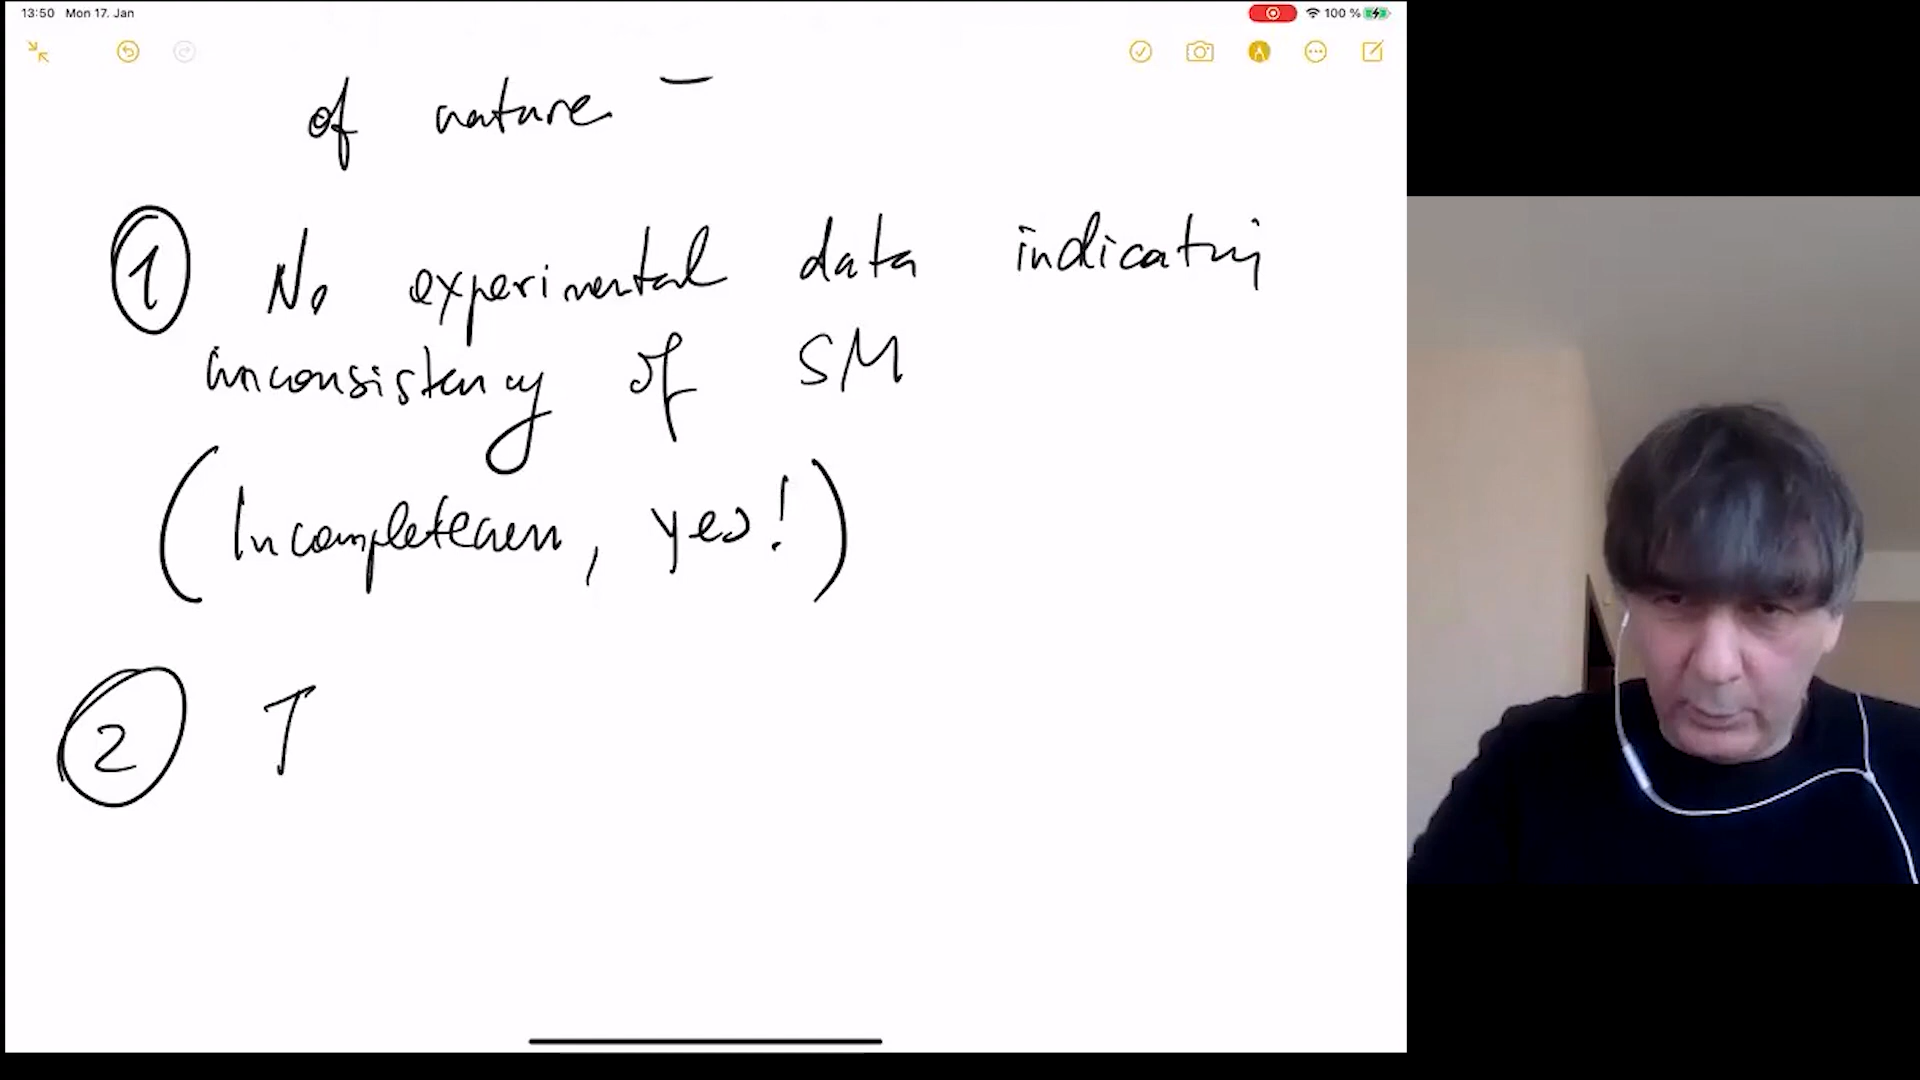 13:50 Mon 17. Jan 100 %
of nature –
1 No experimental data indicating
inconsistency of SM
(Incompleteness, yes!)
2 T